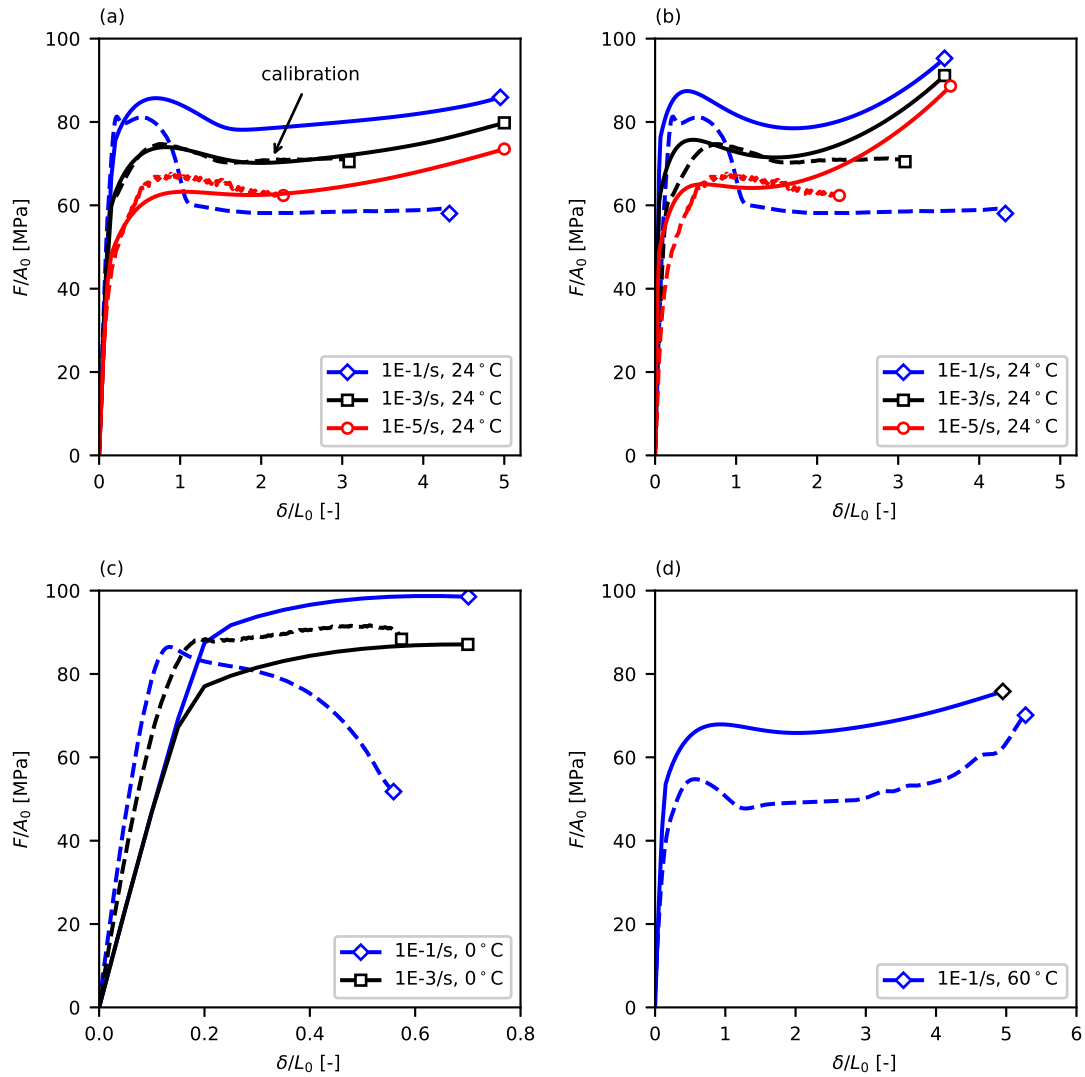 (a)
100
80
60
40
20
0
F/A₀ [MPa]
calibration
1E-1/s, 24°C
1E-3/s, 24°C
1E-5/s, 24°C
0 1 2 3 4 5
δ/L₀ [-]
(b)
100
80
60
40
20
0
F/A₀ [MPa]
1E-1/s, 24°C
1E-3/s, 24°C
1E-5/s, 24°C
0 1 2 3 4 5
δ/L₀ [-]
(c)
100
80
60
40
20
0
F/A₀ [MPa]
1E-1/s, 0°C
1E-3/s, 0°C
0.0 0.2 0.4 0.6 0.8
δ/L₀ [-]
(d)
100
80
60
40
20
0
F/A₀ [MPa]
1E-1/s, 60°C
0 1 2 3 4 5 6
δ/L₀ [-]